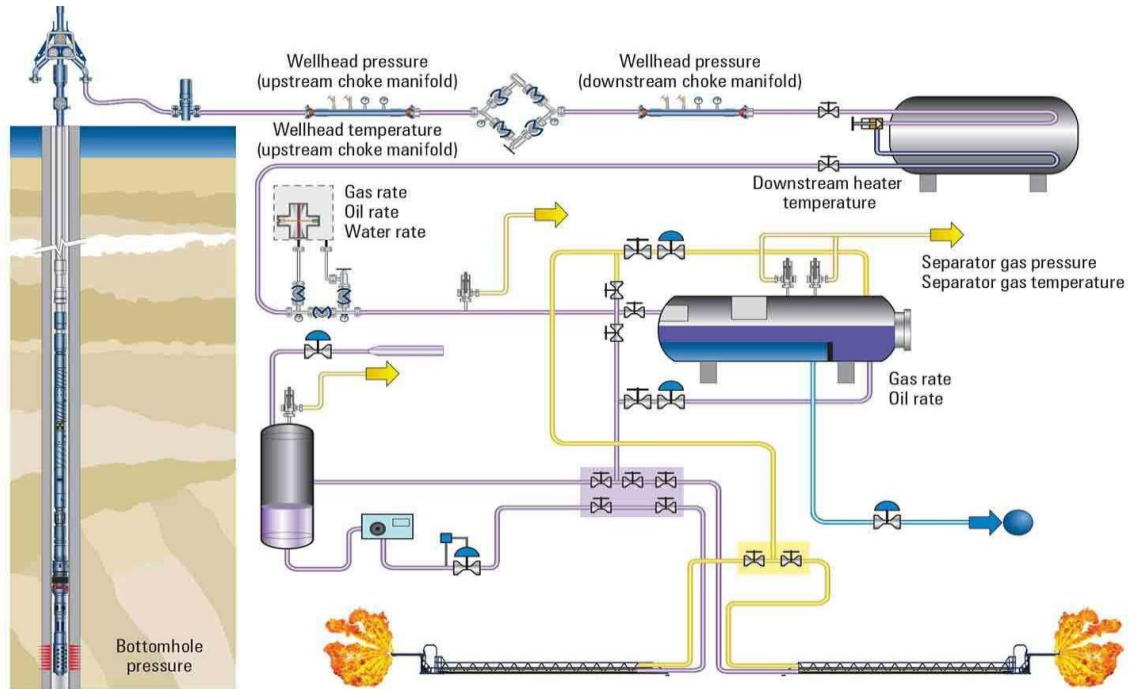 Wellhead pressure
(upstream choke manifold)
Wellhead pressure
(downstream choke manifold)
Wellhead temperature
(upstream choke manifold)
Downstream heater
temperature
Gas rate
Oil rate
Water rate
Separator gas pressure
Separator gas temperature
Gas rate
Oil rate
Bottomhole
pressure